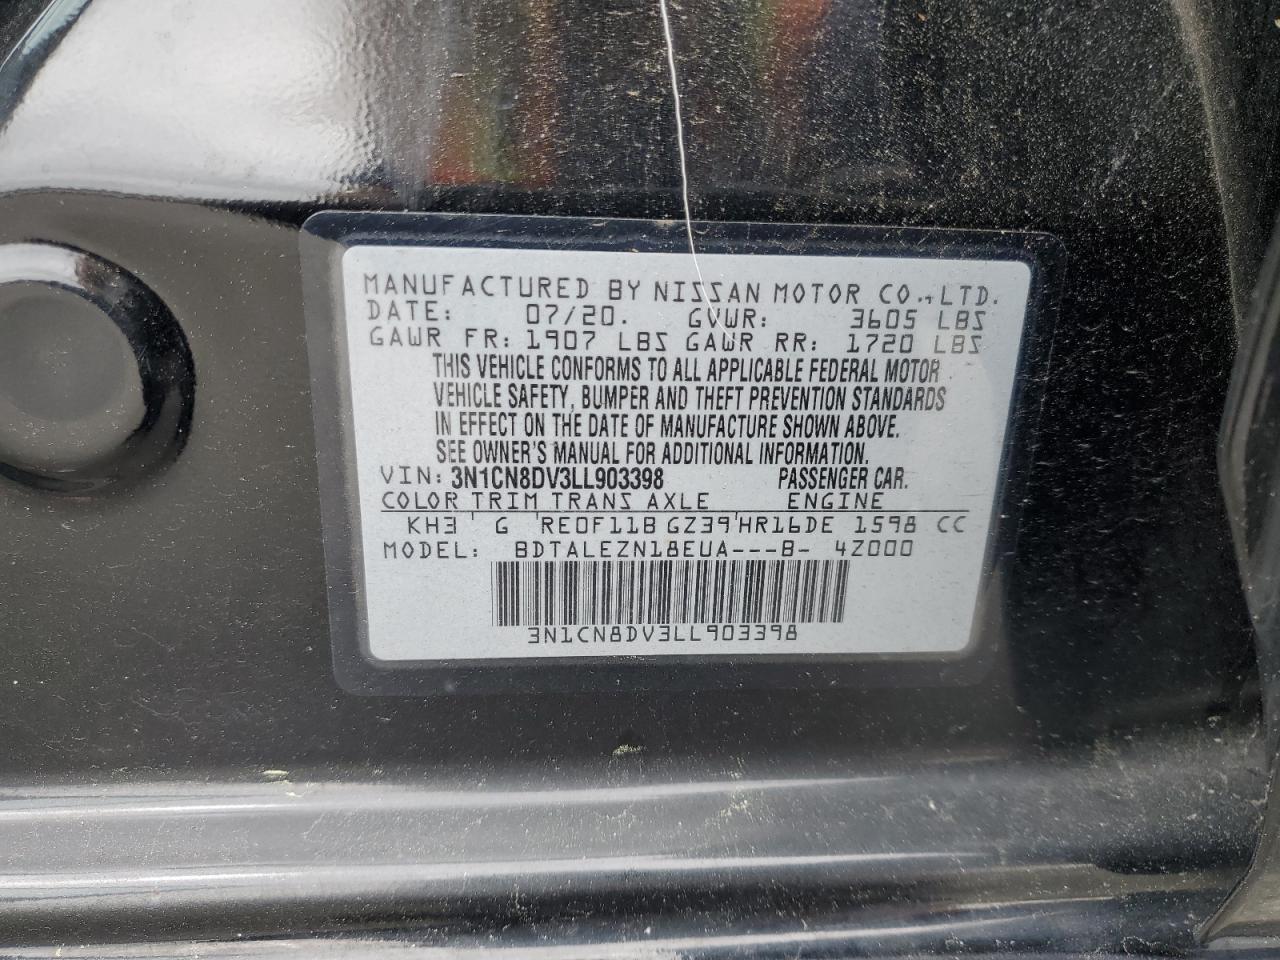 MANUFACTURED BY NISSAN MOTOR CO., LTD.
DATE: 07/20. GVWR: 3605 LBS
GAWR FR: 1907 LBS GAWR RR: 1720 LBS
THIS VEHICLE CONFORMS TO ALL APPLICABLE FEDERAL MOTOR
VEHICLE SAFETY, BUMPER AND THEFT PREVENTION STANDARDS
IN EFFECT ON THE DATE OF MANUFACTURE SHOWN ABOVE.
SEE OWNER'S MANUAL FOR ADDITIONAL INFORMATION.
VIN: 3N1CN8DV3LL903398 PASSENGER CAR.
COLOR TRIM TRANS AXLE ENGINE
KH3 G RE0F11B GZ39 HR16DE 1598 CC
MODEL: BDTALEZN18EUA---B- 4Z000
3N1CN8DV3LL903398